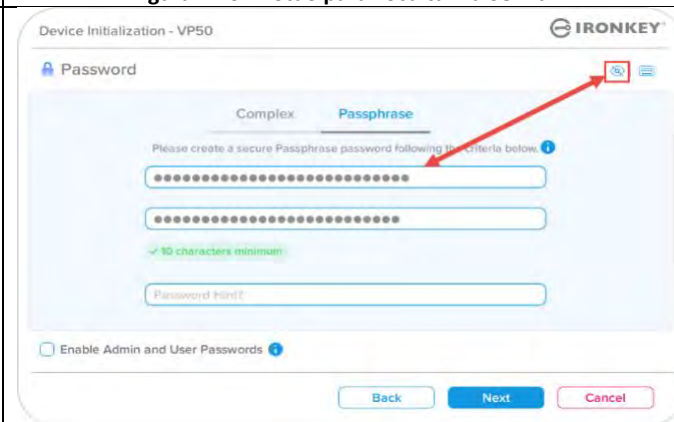 Device Initialization - VP50
IRONKEY
Password
Complex Passphrase
Please create a secure Passphrase password following the criteria below.
✓ 10 characters minimum
Password Hint?
Enable Admin and User Passwords
Back Next Cancel